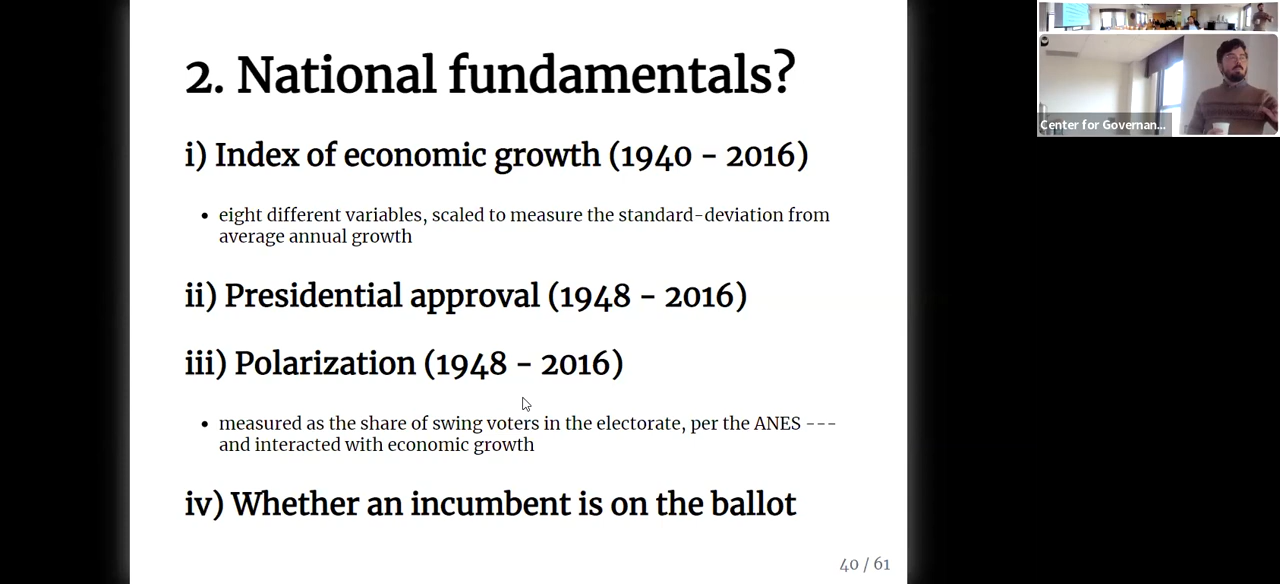 2. National fundamentals?
i) Index of economic growth (1940 - 2016)
• eight different variables, scaled to measure the standard-deviation from
average annual growth
ii) Presidential approval (1948 - 2016)
iii) Polarization (1948 - 2016)
• measured as the share of swing voters in the electorate, per the ANES ---
and interacted with economic growth
iv) Whether an incumbent is on the ballot
40 / 61
Center for Governan...